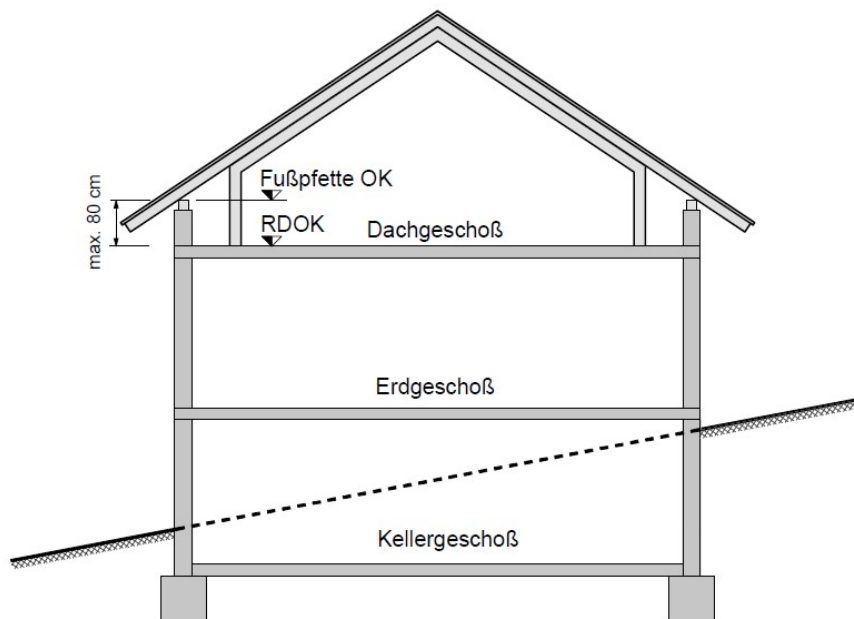 Fußpfette OK
max. 80 cm
RDOK
Dachgeschoß
Erdgeschoß
Kellergeschoß